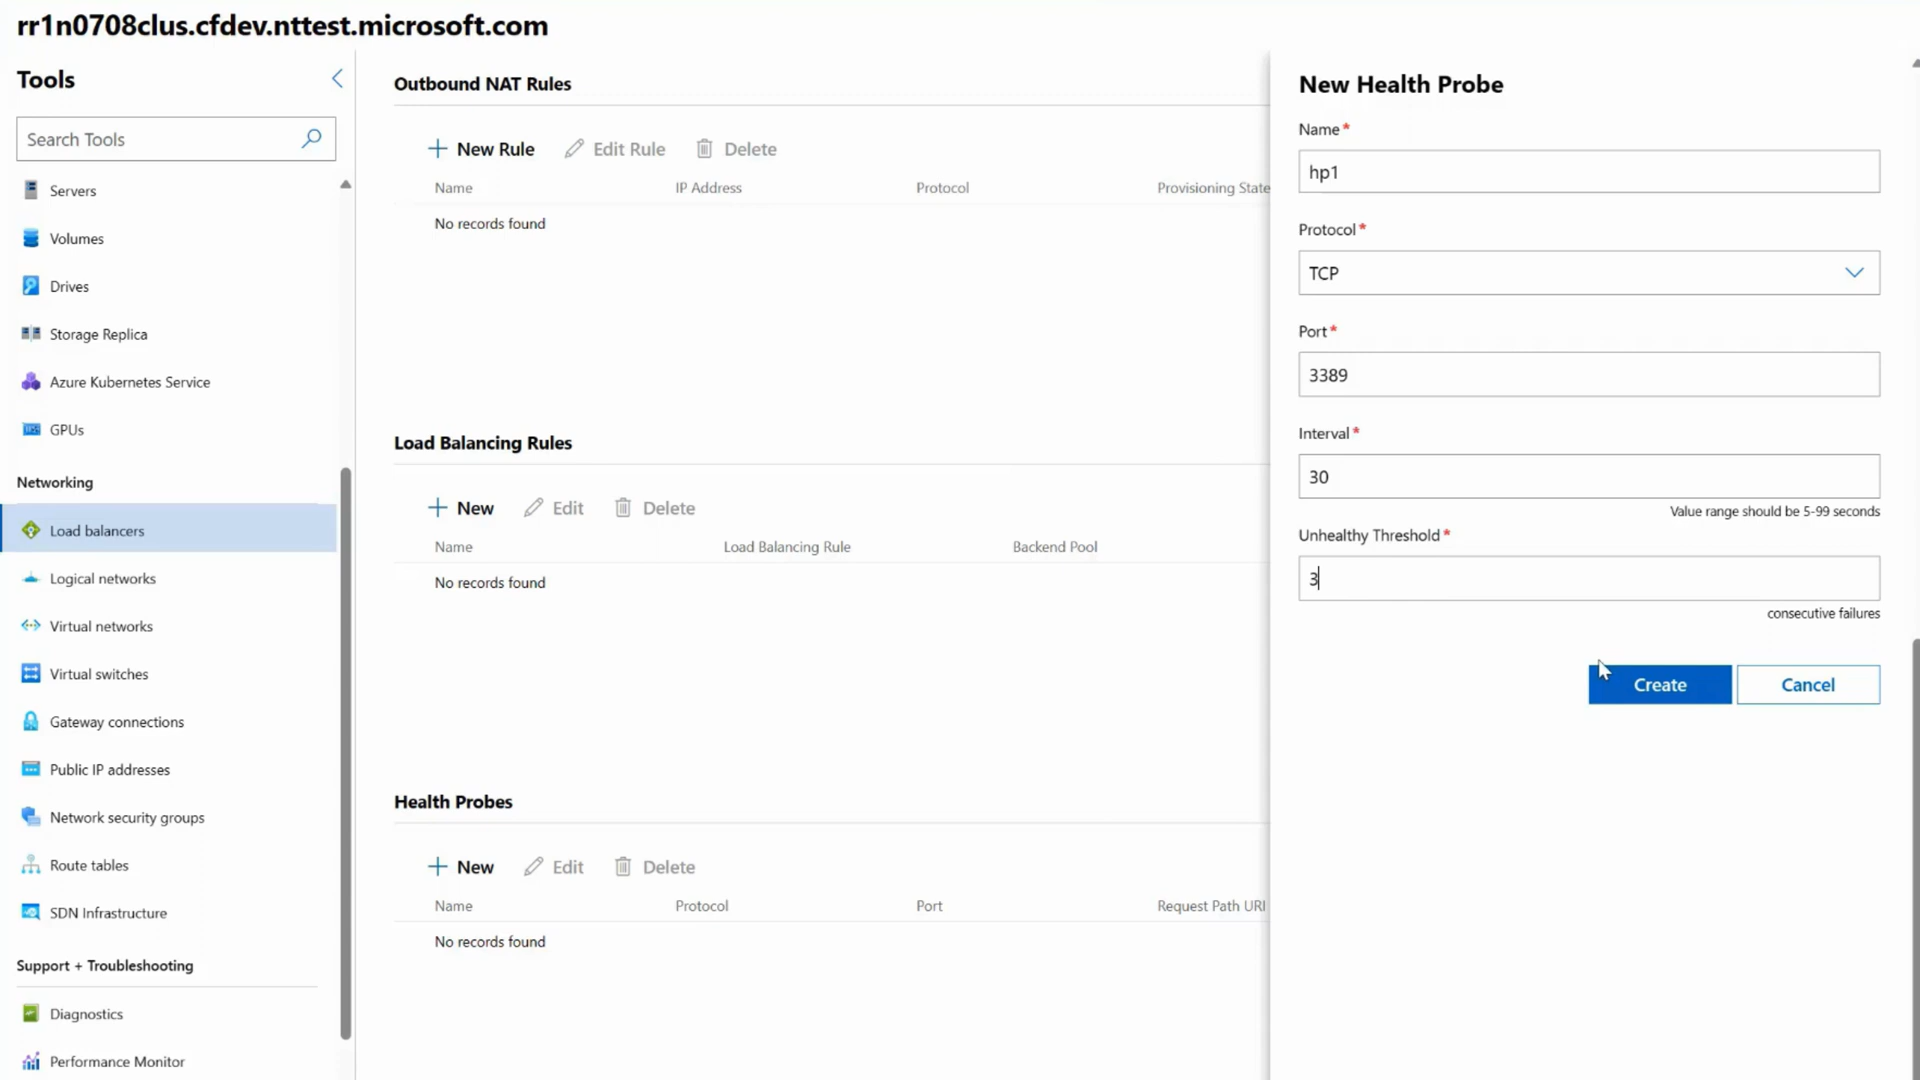 rr1n0708clus.cfdev.nttest.microsoft.com
Tools
Search Tools
Servers
Volumes
Drives
Storage Replica
Azure Kubernetes Service
GPUs
Networking
Load balancers
Logical networks
Virtual networks
Virtual switches
Gateway connections
Public IP addresses
Network security groups
Route tables
SDN Infrastructure
Support + Troubleshooting
Diagnostics
Performance Monitor
Outbound NAT Rules
New Rule Edit Rule Delete
Name IP Address Protocol Provisioning State
No records found
Load Balancing Rules
New Edit Delete
Name Load Balancing Rule Backend Pool
No records found
Health Probes
New Edit Delete
Name Protocol Port Request Path URI
No records found
New Health Probe
Name*
hp1
Protocol*
TCP
Port*
3389
Interval*
30
Value range should be 5-99 seconds
Unhealthy Threshold*
3
consecutive failures
Create Cancel